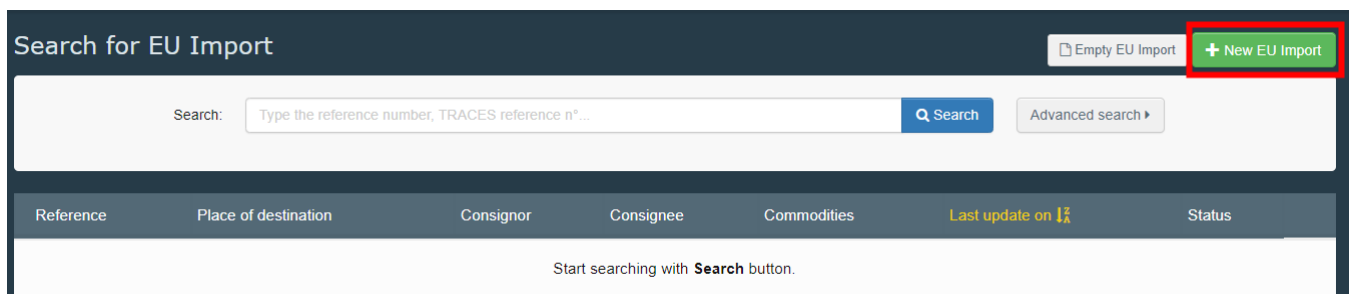 Search for EU Import
Empty EU Import
+ New EU Import
Search:
Type the reference number, TRACES reference n°...
Search
Advanced search
Reference Place of destination Consignor Consignee Commodities Last update on Status
Start searching with Search button.